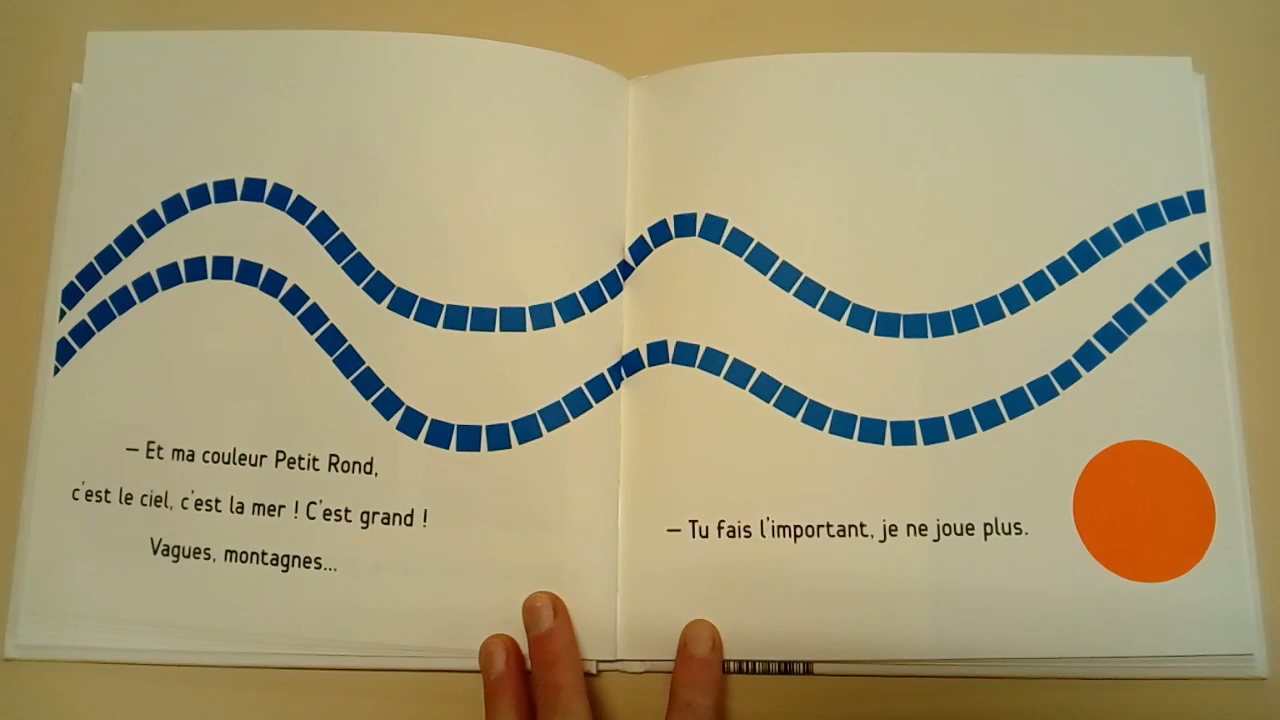 – Et ma couleur Petit Rond,
c'est le ciel, c'est la mer ! C'est grand !
Vagues, montagnes...
– Tu fais l'important, je ne joue plus.